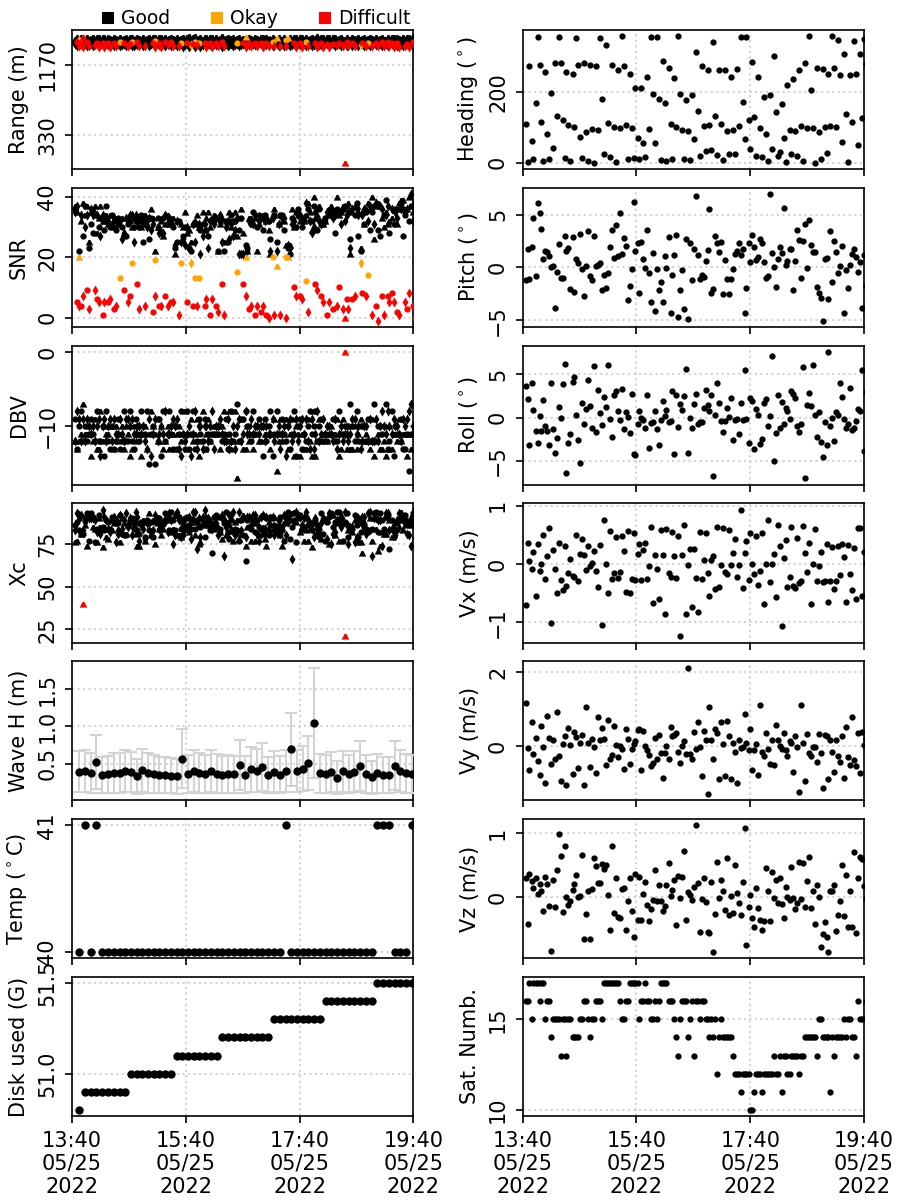 Good Okay Difficult
Range (m)
1170
330
Heading (°)
200
0
SNR
40
20
0
Pitch (°)
5
0
−5
DBV
0
−10
Roll (°)
5
0
−5
Xc
75
50
25
Vx (m/s)
1
0
−1
Wave H (m)
1.5
1.0
0.5
Vy (m/s)
2
0
Temp (°C)
41
40
Vz (m/s)
1
0
Disk used (G)
51.5
51.0
Sat. Numb.
15
10
13:40 15:40 17:40 19:40
05/25 05/25 05/25 05/25
2022 2022 2022 2022
13:40 15:40 17:40 19:40
05/25 05/25 05/25 05/25
2022 2022 2022 2022